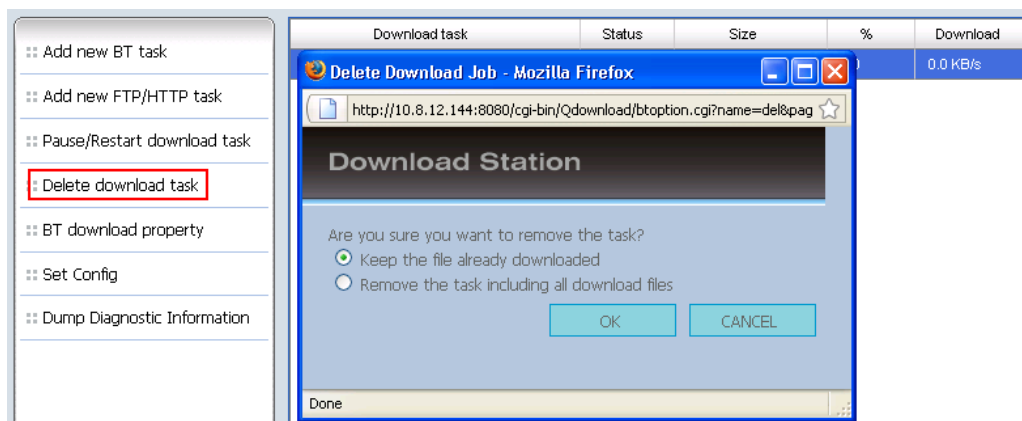 Add new BT task
Add new FTP/HTTP task
Pause/Restart download task
Delete download task
BT download property
Set Config
Dump Diagnostic Information
Download task Status Size % Download
0.0 KB/s
Delete Download Job - Mozilla Firefox
http://10.8.12.144:8080/cgi-bin/Qdownload/btoption.cgi?name=del&pag
Download Station
Are you sure you want to remove the task?
Keep the file already downloaded
Remove the task including all download files
OK CANCEL
Done